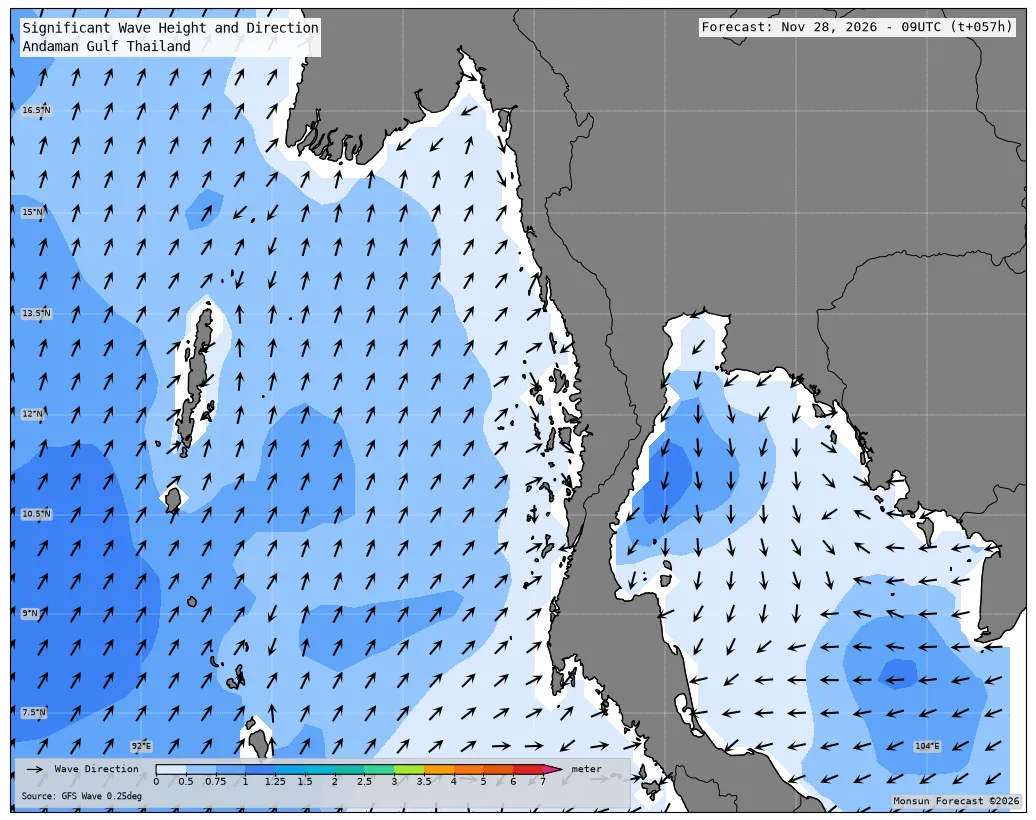 Significant Wave Height and Direction
Andaman Gulf Thailand
Forecast: Nov 28, 2026 - 09UTC (t+057h)
16.5°N
15°N
13.5°N
12°N
10.5°N
9°N
7.5°N
92°E
104°E
Wave Direction
meter
0 0.5 0.75 1 1.25 1.5 2 2.5 3 3.5 4 5 6 7
Source: GFS Wave 0.25deg
Monsun Forecast ©2026